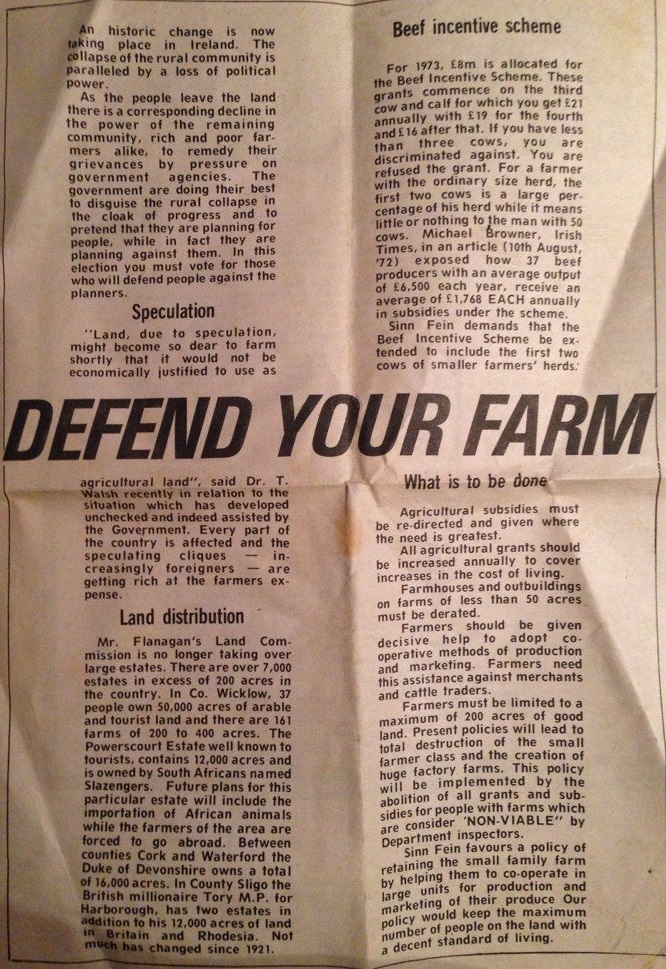 An historic change is now
taking place in Ireland. The
collapse of the rural community is
paralleled by a loss of political
power.
As the people leave the land
there is a corresponding decline in
the power of the remaining
community, rich and poor far-
mers alike, to remedy their
grievances by pressure on
government agencies. The
government are doing their best
to disguise the rural collapse in
the cloak of progress and to
pretend that they are planning for
people, while in fact they are
planning against them. In this
election you must vote for those
who will defend people against the
planners.
Speculation
"Land, due to speculation,
might become so dear to farm
shortly that it would not be
economically justified to use as
Beef incentive scheme
For 1973, £8m is allocated for
the Beef Incentive Scheme. These
grants commence on the third
cow and calf for which you get £21
annually with £19 for the fourth
and £16 after that. If you have less
than three cows, you are
discriminated against. You are
refused the grant. For a farmer
with the ordinary size herd, the
first two cows is a large per-
centage of his herd while it means
little or nothing to the man with 50
cows. Michael Browner, Irish
Times, in an article (10th August,
'72) exposed how 37 beef
producers with an average output
of £6,500 each year, receive an
average of £1,768 EACH annually
in subsidies under the scheme.
Sinn Fein demands that the
Beef Incentive Scheme be ex-
tended to include the first two
cows of smaller farmers' herds.
DEFEND YOUR FARM
agricultural land", said Dr. T.
Walsh recently in relation to the
situation which has developed
unchecked and indeed assisted by
the Government. Every part of
the country is affected and the
speculating cliques — in-
creasingly foreigners — are
getting rich at the farmers ex-
pense.
Land distribution
Mr. Flanagan's Land Com-
mission is no longer taking over
large estates. There are over 7,000
estates in excess of 200 acres in
the country. In Co. Wicklow, 37
people own 50,000 acres of arable
and tourist land and there are 161
farms of 200 to 400 acres. The
Powerscourt Estate well known to
tourists, contains 12,000 acres and
is owned by South Africans named
Slazengers. Future plans for this
particular estate will include the
importation of African animals
while the farmers of the area are
forced to go abroad. Between
counties Cork and Waterford the
Duke of Devonshire owns a total
of 16,000 acres. In County Sligo the
British millionaire Tory M.P. for
Harborough, has two estates in
addition to his 12,000 acres of land
in Britain and Rhodesia. Not
much has changed since 1921.
What is to be done
Agricultural subsidies must
be re-directed and given where
the need is greatest.
All agricultural grants should
be increased annually to cover
increases in the cost of living.
Farmhouses and outbuildings
on farms of less than 50 acres
must be derated.
Farmers should be given
decisive help to adopt co-
operative methods of production
and marketing. Farmers need
this assistance against merchants
and cattle traders.
Farmers must be limited to a
maximum of 200 acres of good
land. Present policies will lead to
total destruction of the small
farmer class and the creation of
huge factory farms. This policy
will be implemented by the
abolition of all grants and sub-
sidies for people with farms which
are consider 'NON-VIABLE" by
Department inspectors.
Sinn Fein favours a policy of
retaining the small family farm
by helping them to co-operate in
large units for production and
marketing of their produce Our
policy would keep the maximum
number of people on the land with
a decent standard of living.